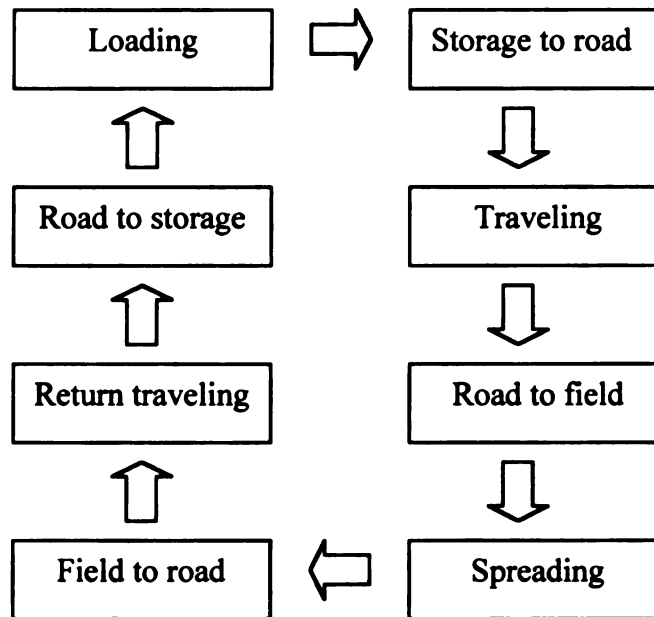 Loading
Storage to road
Road to storage
Traveling
Return traveling
Road to field
Field to road
Spreading